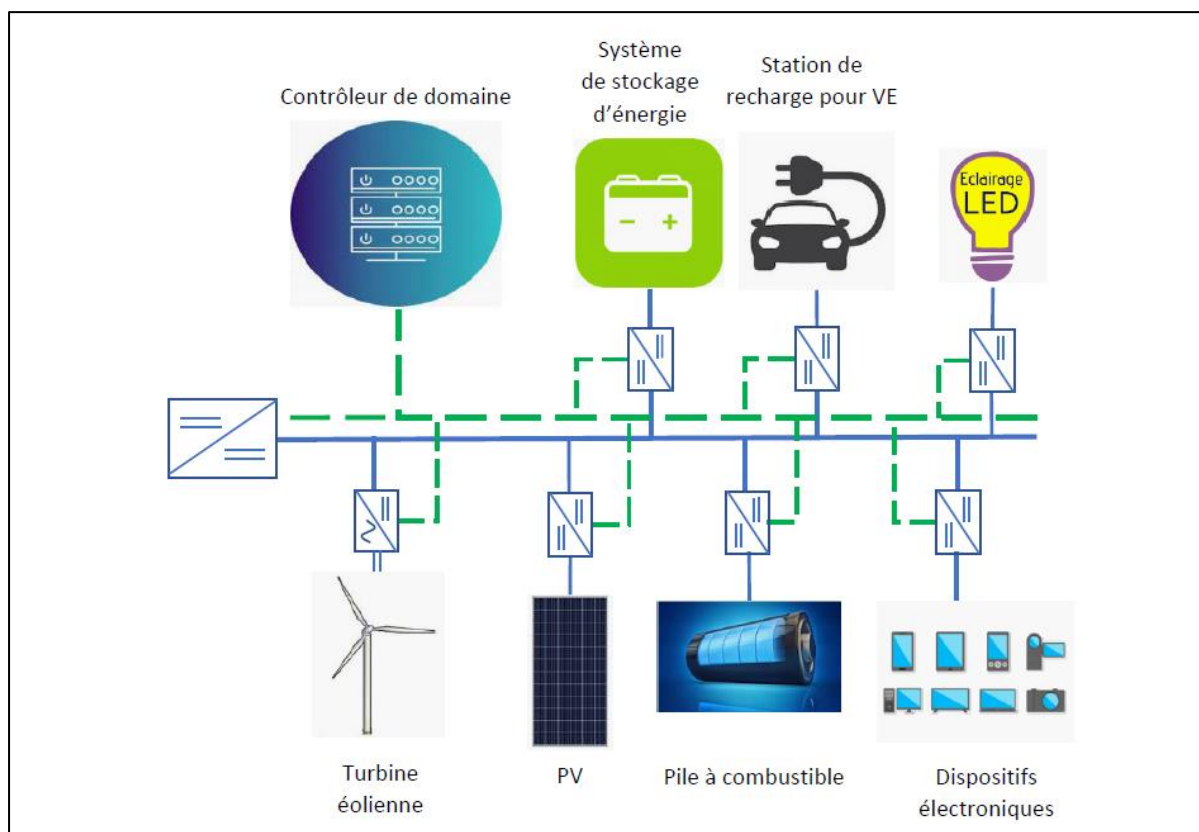 Système
de stockage
d’énergie
Station de
recharge pour VE
Contrôleur de domaine
Eclairage
LED
Turbine
éolienne
PV
Pile à combustible
Dispositifs
électroniques